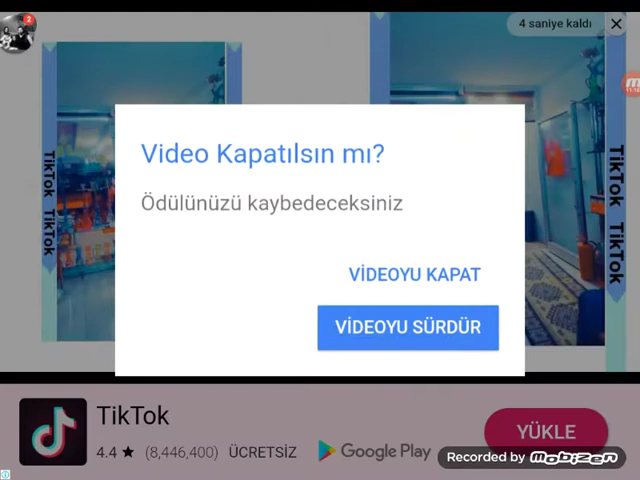 2
4 saniye kaldı
TikTok TikTok
TikTok TikTok
Video Kapatılsın mı?
Ödülünüzü kaybedeceksiniz
VİDEOYU KAPAT
VİDEOYU SÜRDÜR
TikTok
4.4 ★ (8,446,400) ÜCRETSİZ
Google Play
YÜKLE
Recorded by Mobizen